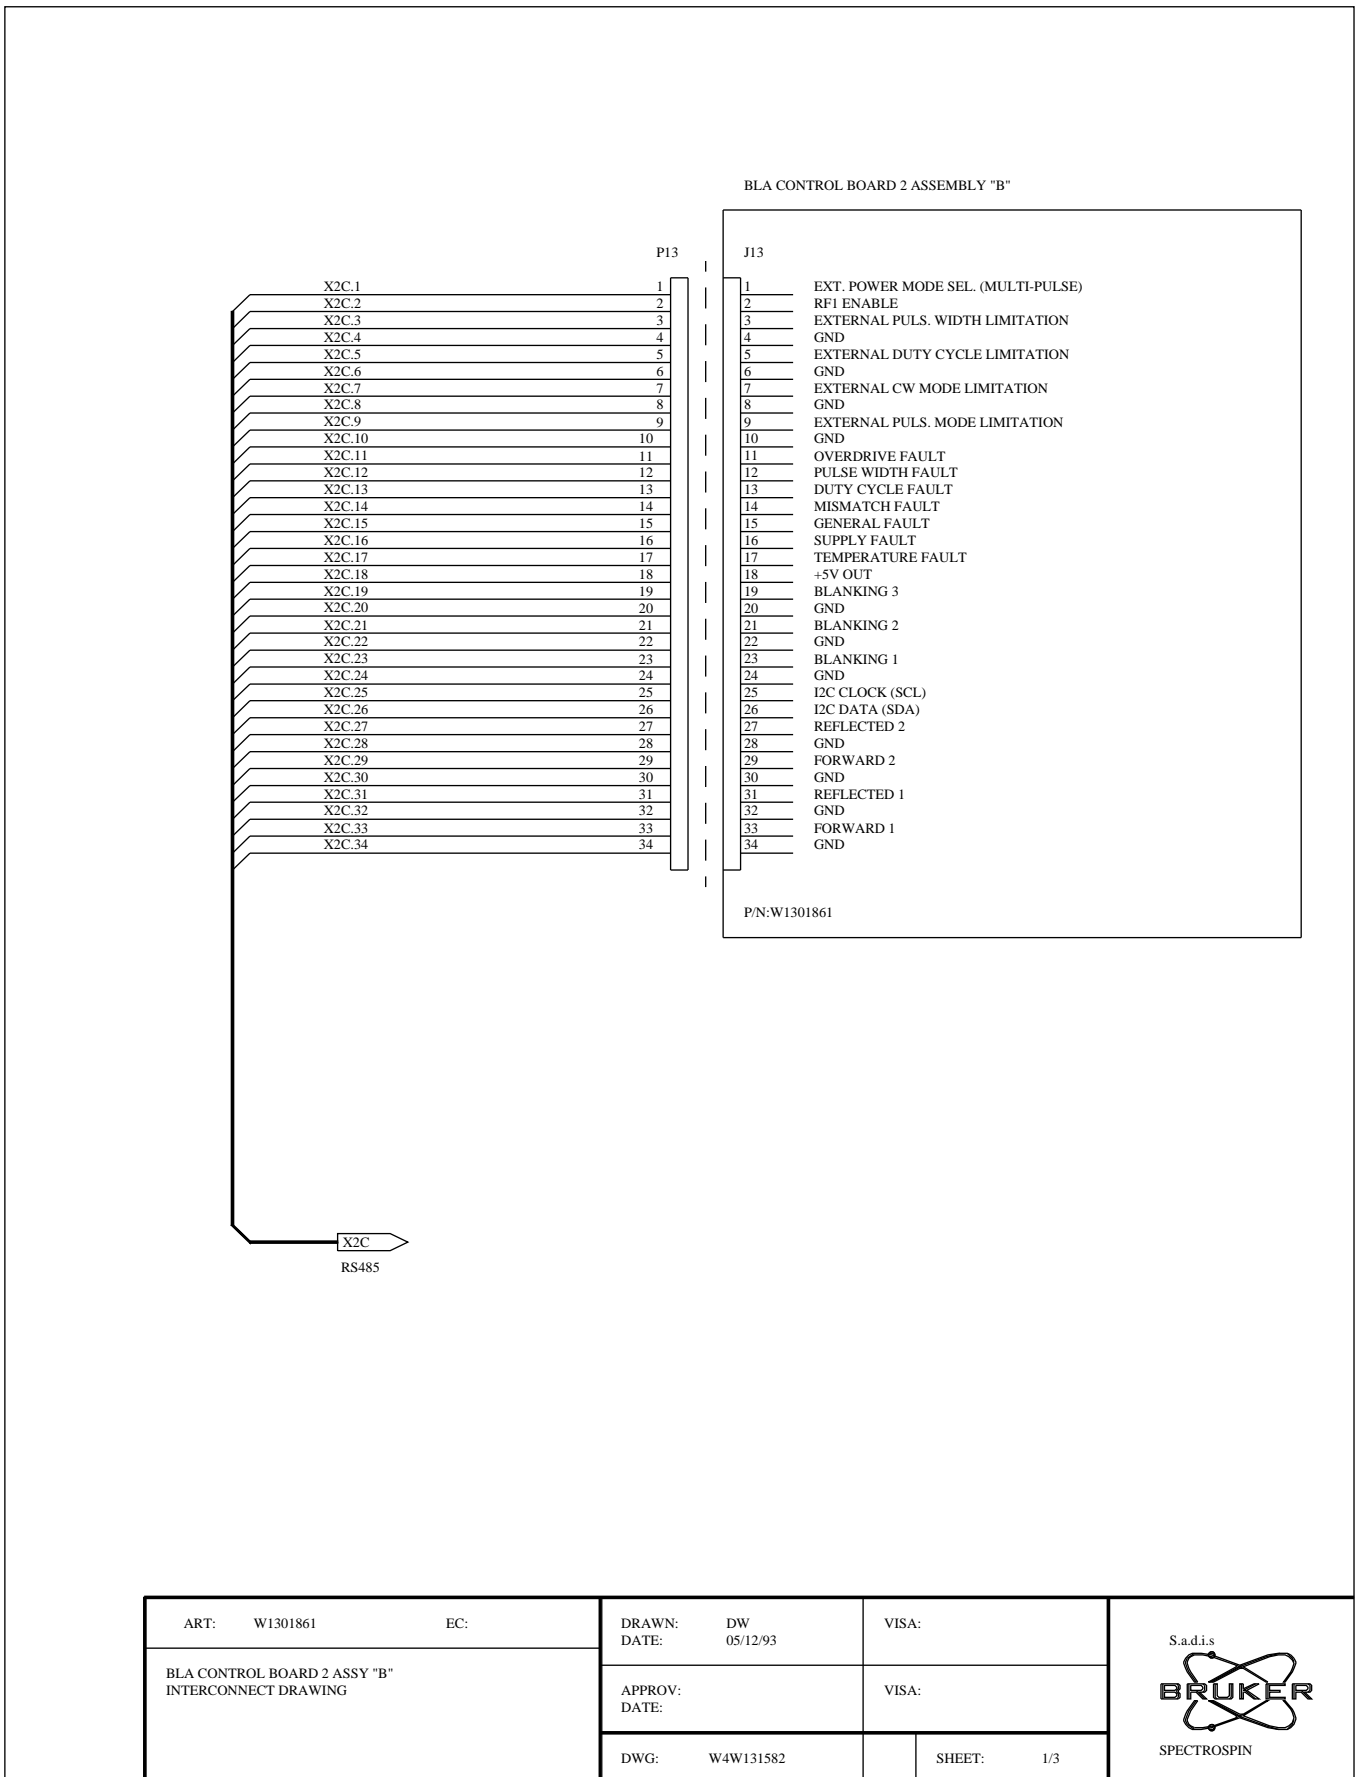 BLA CONTROL BOARD 2 ASSEMBLY "B"
P13 J13
X2C.1 1 1 EXT. POWER MODE SEL. (MULTI-PULSE)
X2C.2 2 2 RF1 ENABLE
X2C.3 3 3 EXTERNAL PULS. WIDTH LIMITATION
X2C.4 4 4 GND
X2C.5 5 5 EXTERNAL DUTY CYCLE LIMITATION
X2C.6 6 6 GND
X2C.7 7 7 EXTERNAL CW MODE LIMITATION
X2C.8 8 8 GND
X2C.9 9 9 EXTERNAL PULS. MODE LIMITATION
X2C.10 10 10 GND
X2C.11 11 11 OVERDRIVE FAULT
X2C.12 12 12 PULSE WIDTH FAULT
X2C.13 13 13 DUTY CYCLE FAULT
X2C.14 14 14 MISMATCH FAULT
X2C.15 15 15 GENERAL FAULT
X2C.16 16 16 SUPPLY FAULT
X2C.17 17 17 TEMPERATURE FAULT
X2C.18 18 18 +5V OUT
X2C.19 19 19 BLANKING 3
X2C.20 20 20 GND
X2C.21 21 21 BLANKING 2
X2C.22 22 22 GND
X2C.23 23 23 BLANKING 1
X2C.24 24 24 GND
X2C.25 25 25 I2C CLOCK (SCL)
X2C.26 26 26 I2C DATA (SDA)
X2C.27 27 27 REFLECTED 2
X2C.28 28 28 GND
X2C.29 29 29 FORWARD 2
X2C.30 30 30 GND
X2C.31 31 31 REFLECTED 1
X2C.32 32 32 GND
X2C.33 33 33 FORWARD 1
X2C.34 34 34 GND
P/N:W1301861
X2C
RS485
ART: W1301861 EC:
BLA CONTROL BOARD 2 ASSY "B"
INTERCONNECT DRAWING
DRAWN: DW
DATE: 05/12/93
VISA:
APPROV:
DATE:
VISA:
DWG: W4W131582
SHEET: 1/3
S.a.d.i.s
BRUKER
SPECTROSPIN